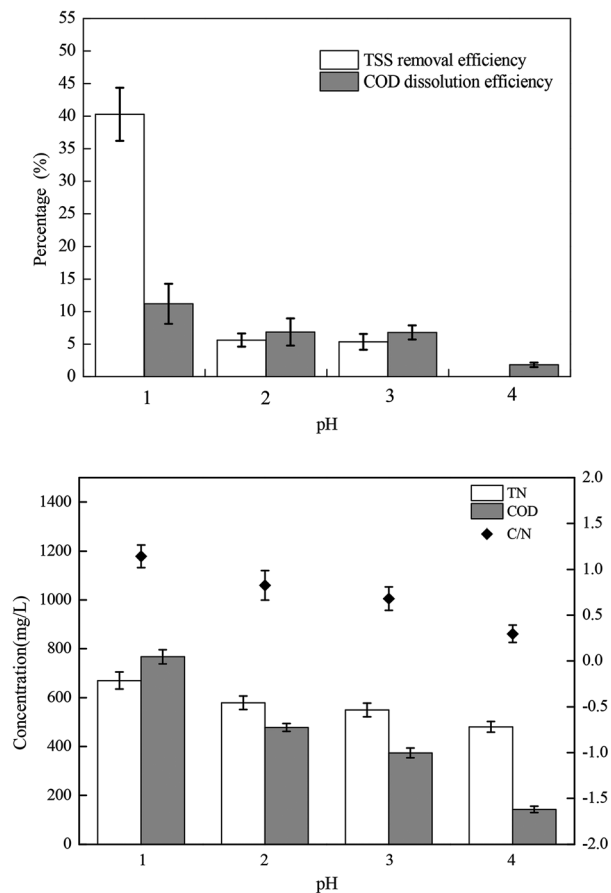 55
50
45
40
35
30
25
20
15
10
5
0
Percentage (%)
TSS removal efficiency
COD dissolution efficiency
1 2 3 4
pH
1400
1200
1000
800
600
400
200
0
Concentration(mg/L)
TN
COD
C/N
2.0
1.5
1.0
0.5
0.0
-0.5
-1.0
-1.5
-2.0
1 2 3 4
pH